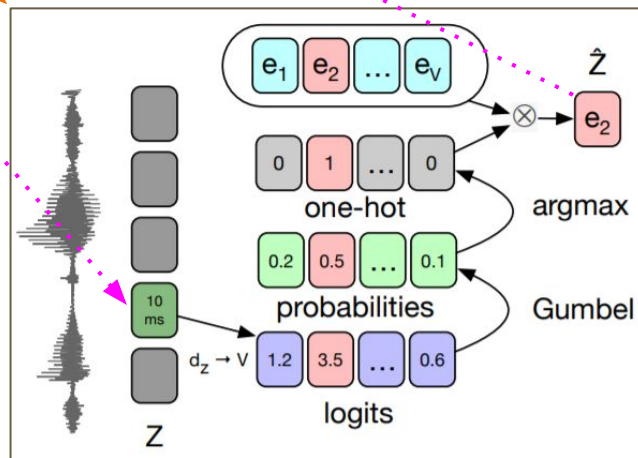 e1 e2 ... eV
Ẑ
⊗
e2
0 1 ... 0
one-hot
argmax
0.2 0.5 ... 0.1
probabilities
Gumbel
10
ms
dz → V
1.2 3.5 ... 0.6
logits
Z